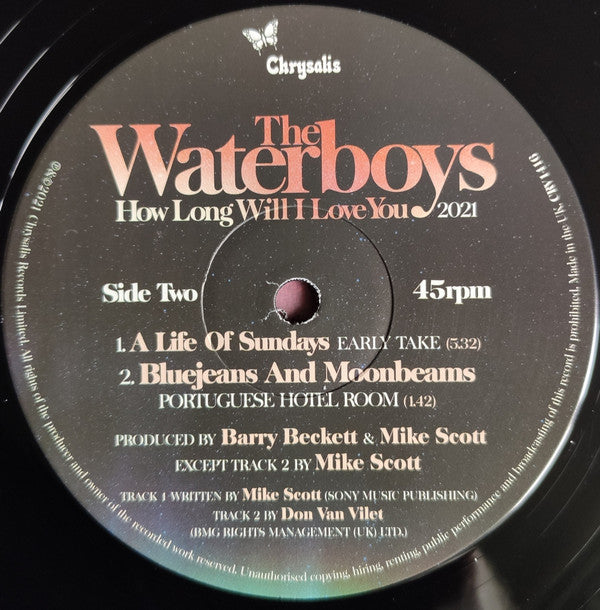 Chrysalis
The
Waterboys
How Long Will I Love You 2021
Side Two
45rpm
1. A Life Of Sundays EARLY TAKE (5.32)
2. Bluejeans And Moonbeams
PORTUGUESE HOTEL ROOM (1.42)
PRODUCED BY Barry Beckett & Mike Scott
EXCEPT TRACK 2 BY Mike Scott
TRACK 1 WRITTEN BY Mike Scott (SONY MUSIC PUBLISHING)
TRACK 2 BY Don Van Vilet
(BMG RIGHTS MANAGEMENT (UK) LTD.)
℗&©2021 Chrysalis Records Limited. All rights of the producer and owner of the recorded work reserved. Unauthorised copying, hiring, renting, public performance and broadcasting of this record is prohibited. Made in the UK.